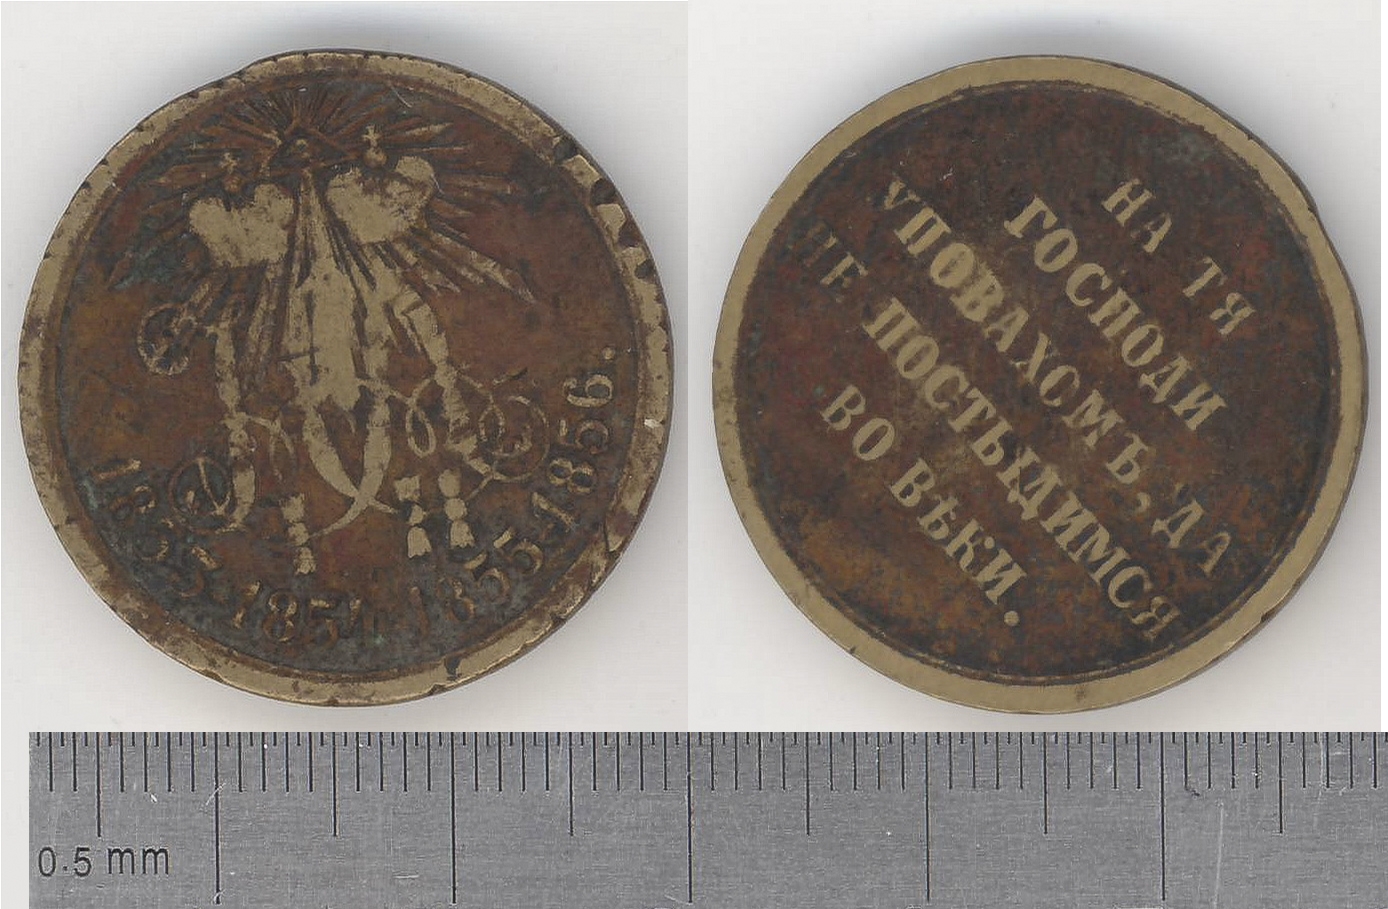 1853-1854-1855-1856.
НА ТЯ
ГОСПОДИ
УПОВАХОМЪ, ДА
НЕ ПОСТЫДИМСЯ
ВО ВѢКИ.
0.5 mm